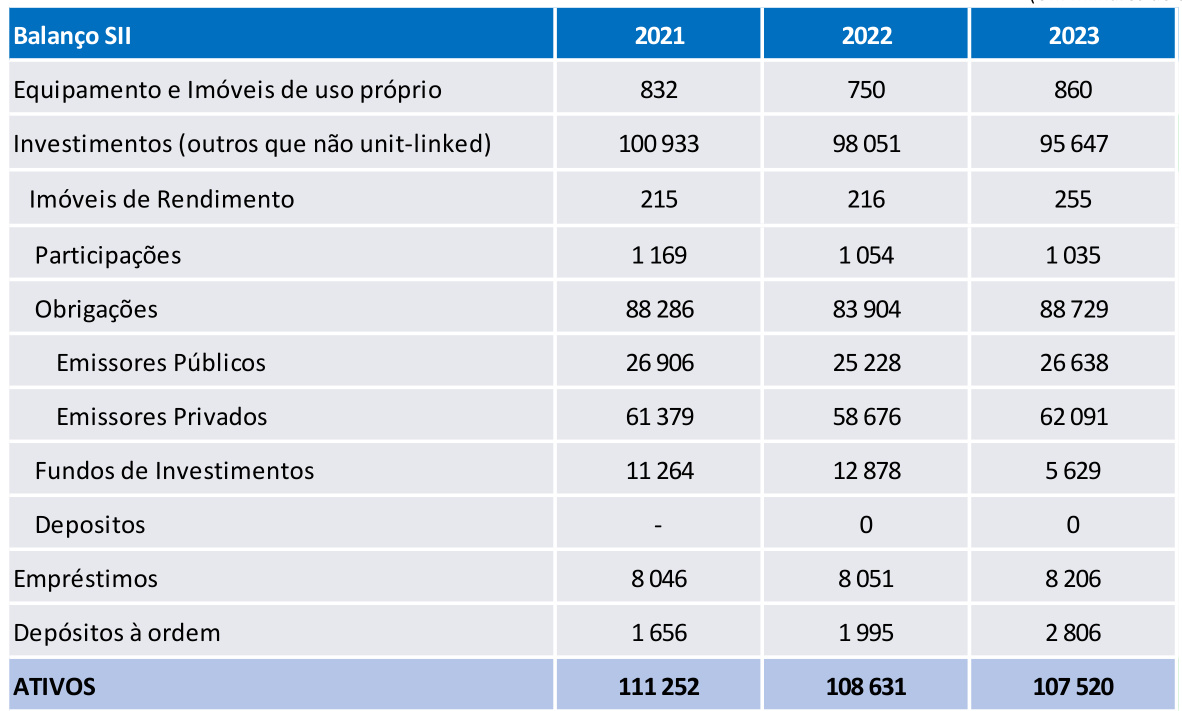 Balanço SII 2021 2022 2023
Equipamento e Imóveis de uso próprio 832 750 860
Investimentos (outros que não unit-linked) 100 933 98 051 95 647
Imóveis de Rendimento 215 216 255
Participações 1 169 1 054 1 035
Obrigações 88 286 83 904 88 729
Emissores Públicos 26 906 25 228 26 638
Emissores Privados 61 379 58 676 62 091
Fundos de Investimentos 11 264 12 878 5 629
Depositos - 0 0
Empréstimos 8 046 8 051 8 206
Depósitos à ordem 1 656 1 995 2 806
ATIVOS 111 252 108 631 107 520